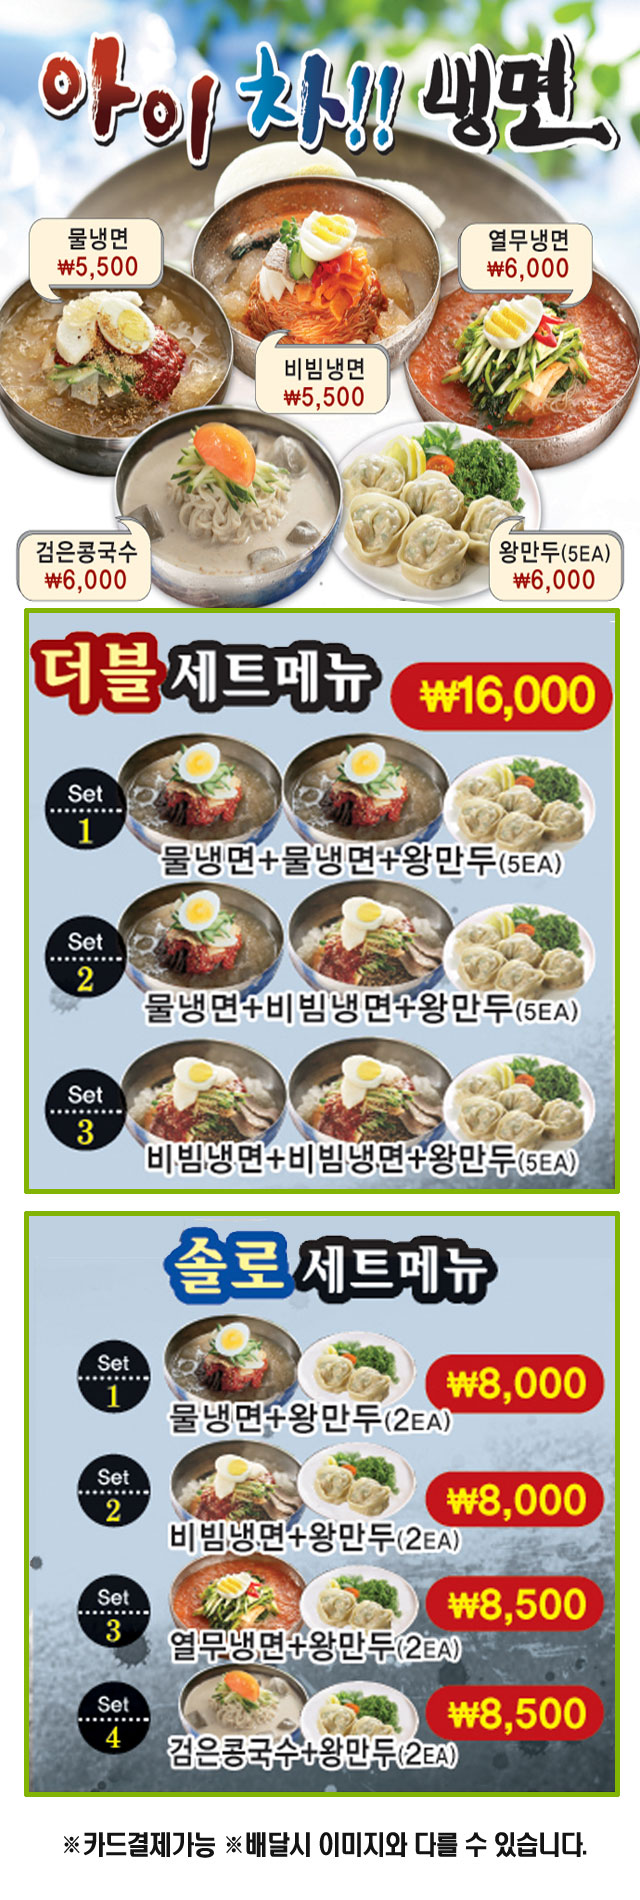 아이 차!! 냉면
물냉면
₩5,500
열무냉면
₩6,000
비빔냉면
₩5,500
검은콩국수
₩6,000
왕만두(5EA)
₩6,000
더블 세트메뉴
₩16,000
Set
1
물냉면+물냉면+왕만두(5EA)
Set
2
물냉면+비빔냉면+왕만두(5EA)
Set
3
비빔냉면+비빔냉면+왕만두(5EA)
솔로 세트메뉴
Set
1
물냉면+왕만두(2EA)
₩8,000
Set
2
비빔냉면+왕만두(2EA)
₩8,000
Set
3
열무냉면+왕만두(2EA)
₩8,500
Set
4
검은콩국수+왕만두(2EA)
₩8,500
※카드결제가능 ※배달시 이미지와 다를 수 있습니다.